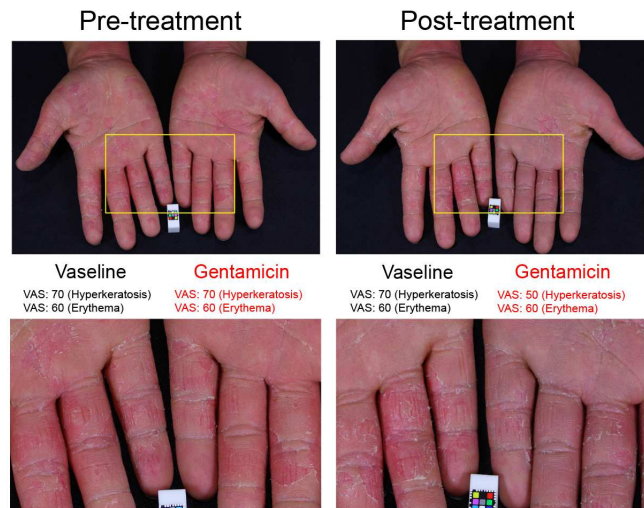 Pre-treatment
Post-treatment
Vaseline
Gentamicin
VAS: 70 (Hyperkeratosis)
VAS: 70 (Hyperkeratosis)
VAS: 60 (Erythema)
VAS: 60 (Erythema)
Vaseline
Gentamicin
VAS: 70 (Hyperkeratosis)
VAS: 50 (Hyperkeratosis)
VAS: 60 (Erythema)
VAS: 60 (Erythema)